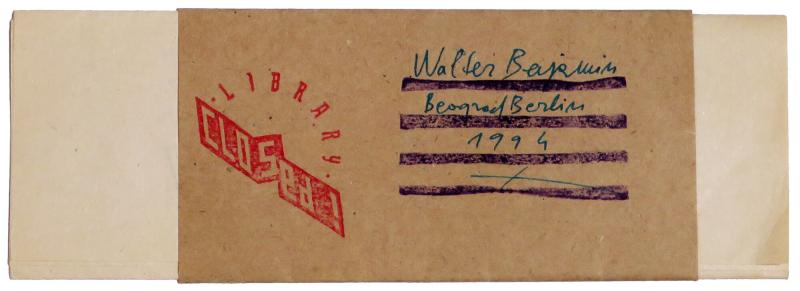 ·LIBRARY·
CLOSEd!
Walter Benjamin
Beograd Berlin
1994